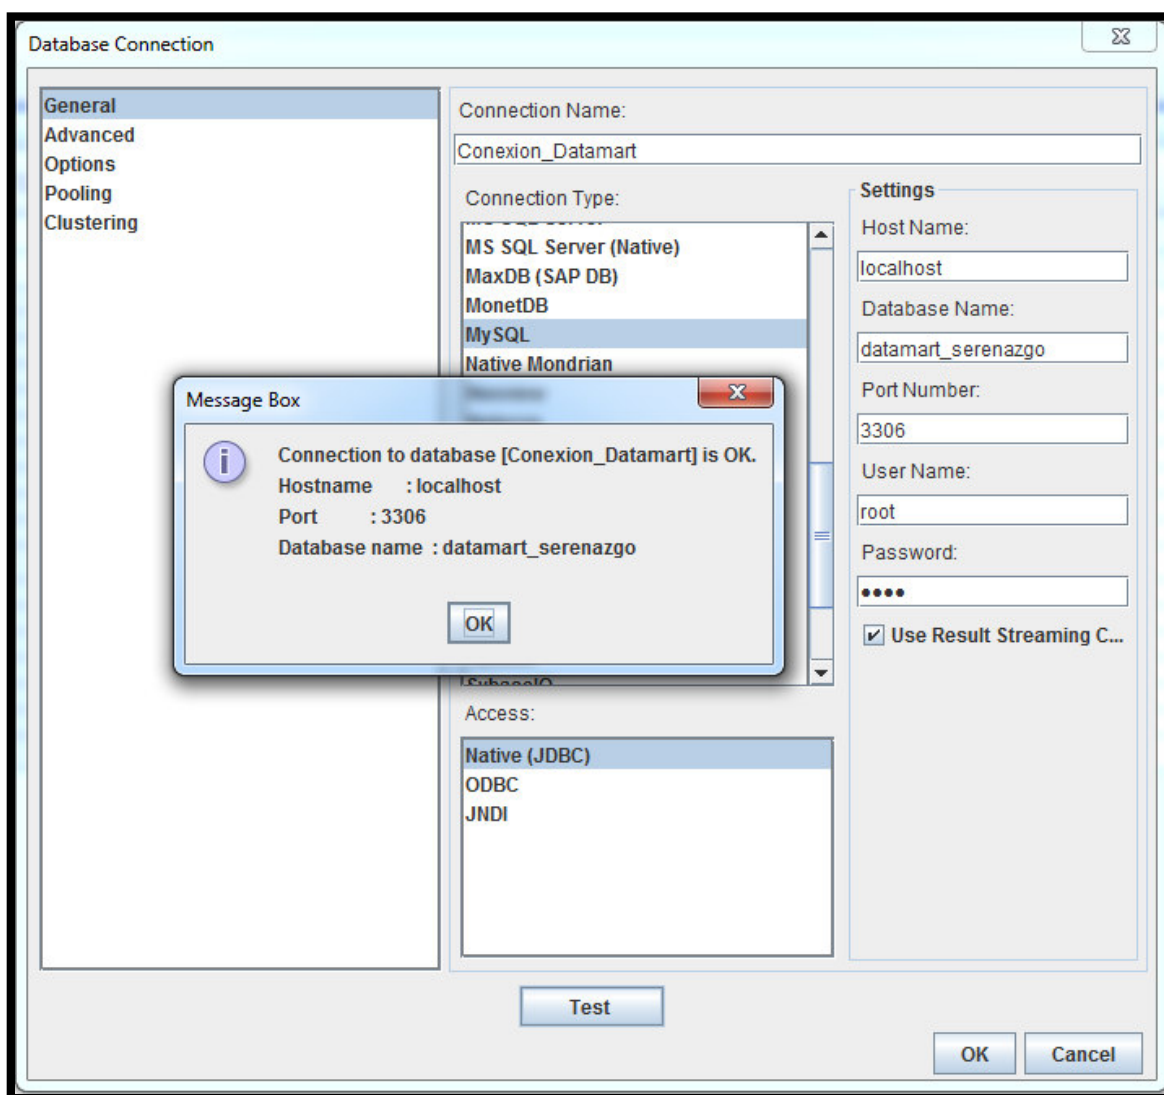 Database Connection
General
Advanced
Options
Pooling
Clustering
Connection Name:
Conexion_Datamart
Connection Type:
MS SQL Server (Native)
MaxDB (SAP DB)
MonetDB
MySQL
Native Mondrian
Settings
Host Name:
localhost
Database Name:
datamart_serenazgo
Port Number:
3306
User Name:
root
Password:
••••
Use Result Streaming C...
Message Box
Connection to database [Conexion_Datamart] is OK.
Hostname : localhost
Port : 3306
Database name : datamart_serenazgo
OK
Access:
Native (JDBC)
ODBC
JNDI
Test
OK
Cancel